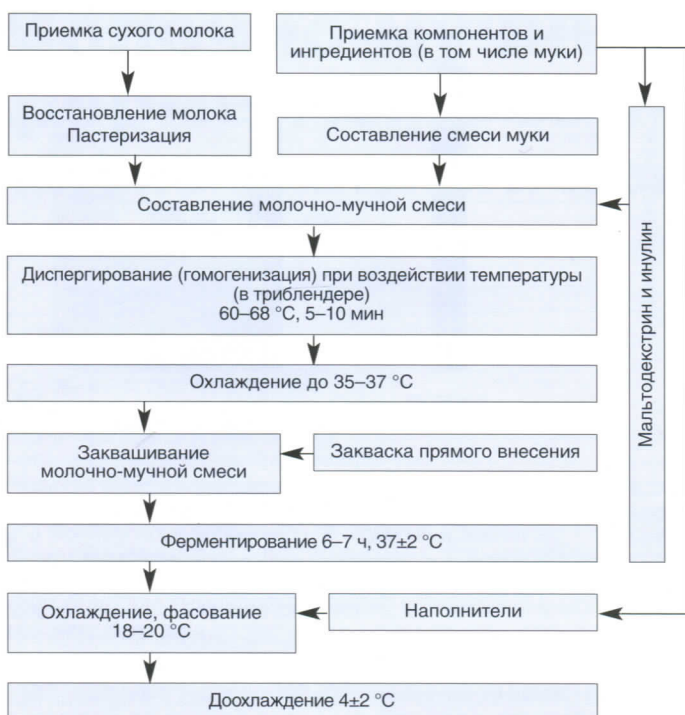 Приемка сухого молока
Приемка компонентов и
ингредиентов (в том числе муки)
Восстановление молока
Пастеризация
Составление смеси муки
Составление молочно-мучной смеси
Мальтодекстрин и инулин
Диспергирование (гомогенизация) при воздействии температуры
(в триблендере)
60–68 °C, 5–10 мин
Охлаждение до 35–37 °C
Заквашивание
молочно-мучной смеси
Закваска прямого внесения
Ферментирование 6–7 ч, 37±2 °C
Охлаждение, фасование
18–20 °C
Наполнители
Доохлаждение 4±2 °C